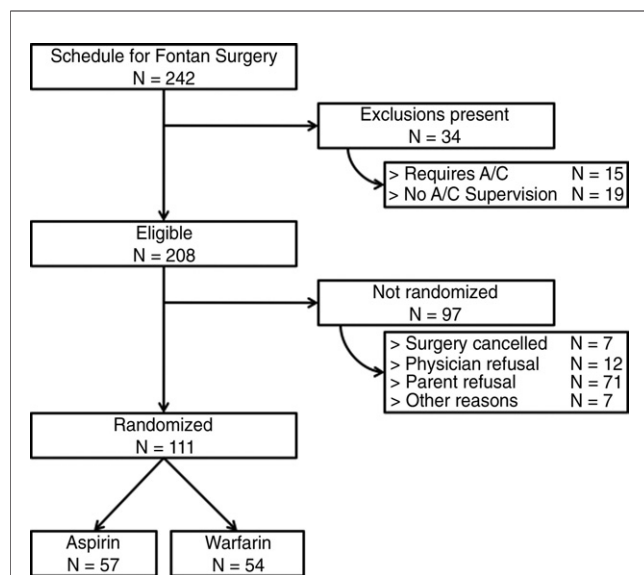 Schedule for Fontan Surgery
N = 242
Exclusions present
N = 34
> Requires A/C N = 15
> No A/C Supervision N = 19
Eligible
N = 208
Not randomized
N = 97
> Surgery cancelled N = 7
> Physician refusal N = 12
> Parent refusal N = 71
> Other reasons N = 7
Randomized
N = 111
Aspirin
N = 57
Warfarin
N = 54